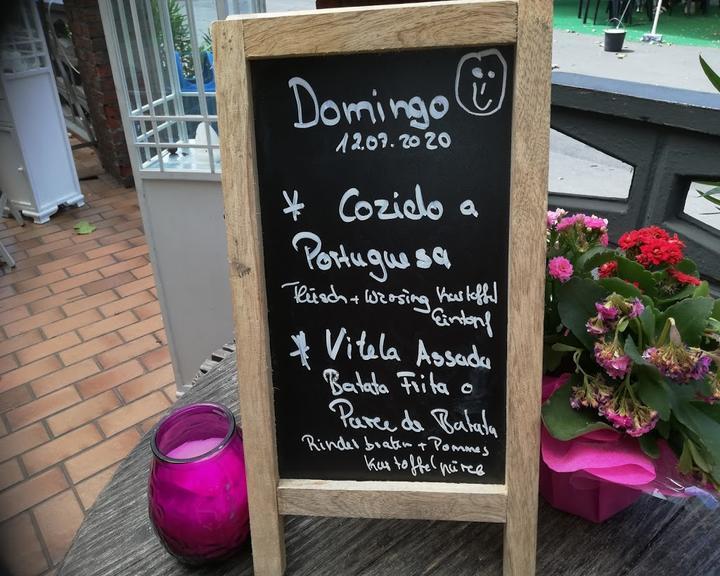 Domingo
12.07.2020
* Cozido a
Portuguesa
Fleisch + Wirsing Kartoffel
Eintopf
* Vitela Assada
Batata Frita o
Puree de Batata
Rinderbraten + Pommes
Kartoffelpüree